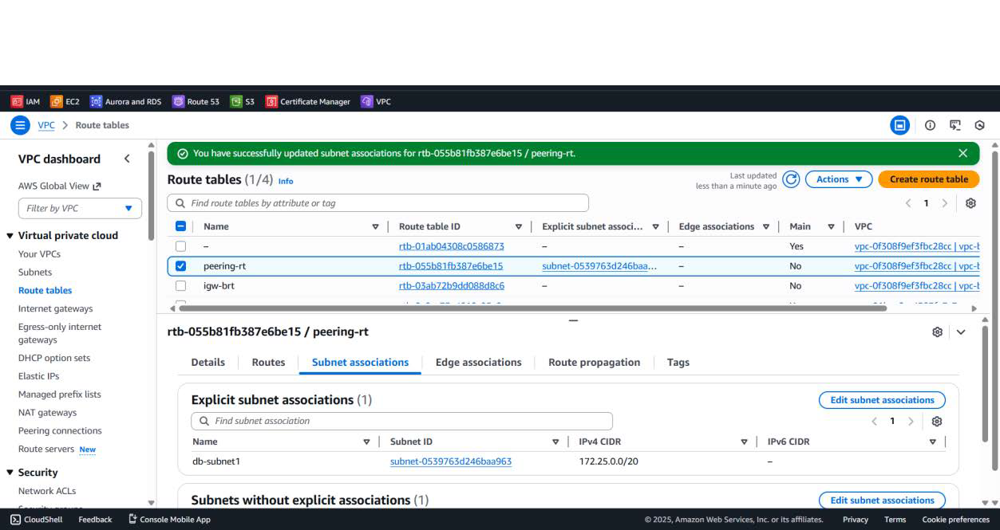 IAM EC2 Aurora and RDS Route 53 S3 Certificate Manager VPC
VPC > Route tables
VPC dashboard
AWS Global View
Filter by VPC
Virtual private cloud
Your VPCs
Subnets
Route tables
Internet gateways
Egress-only internet
gateways
DHCP option sets
Elastic IPs
Managed prefix lists
NAT gateways
Peering connections
Route servers New
Security
Network ACLs
You have successfully updated subnet associations for rtb-055b81fb387e6be15 / peering-rt.
Route tables (1/4) Info
Last updated
less than a minute ago
Actions
Create route table
Find route tables by attribute or tag
1
Name Route table ID Explicit subnet associ... Edge associations Main VPC
– rtb-01ab04308c0586873 – – Yes vpc-0f308f9ef3fbc28cc | vpc-b
peering-rt rtb-055b81fb387e6be15 subnet-0539763d246baa... – No vpc-0f308f9ef3fbc28cc | vpc-b
igw-brt rtb-03ab72b9dd088d8c6 – – No vpc-0f308f9ef3fbc28cc | vpc-b
rtb-055b81fb387e6be15 / peering-rt
Details Routes Subnet associations Edge associations Route propagation Tags
Explicit subnet associations (1)
Edit subnet associations
Find subnet association
1
Name Subnet ID IPv4 CIDR IPv6 CIDR
db-subnet1 subnet-0539763d246baa963 172.25.0.0/20 –
Subnets without explicit associations (1)
Edit subnet associations
CloudShell Feedback Console Mobile App © 2025, Amazon Web Services, Inc. or its affiliates. Privacy Terms Cookie preferences